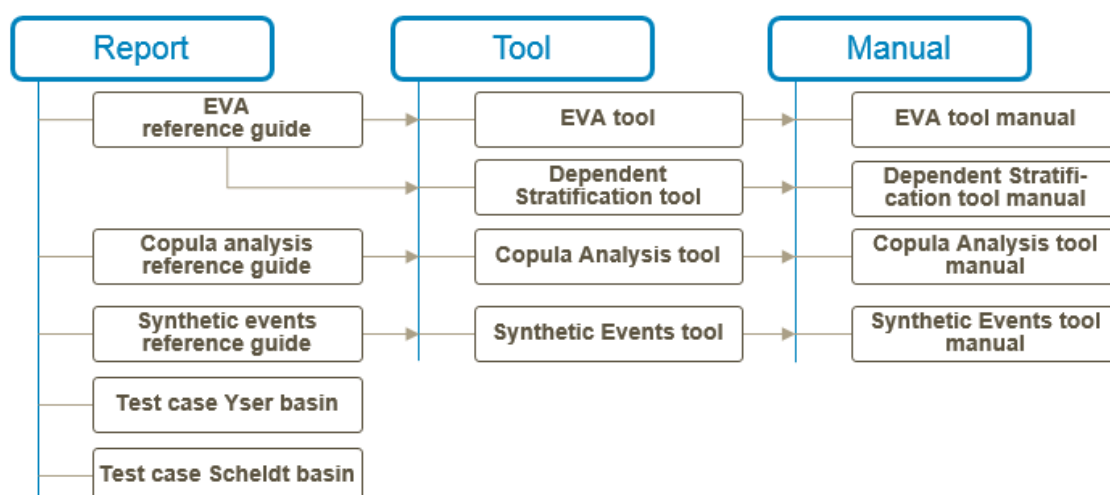 Report
Tool
Manual
EVA
reference guide
EVA tool
EVA tool manual
Dependent
Stratification tool
Dependent Stratifi-
cation tool manual
Copula analysis
reference guide
Copula Analysis tool
Copula Analysis tool
manual
Synthetic events
reference guide
Synthetic Events tool
Synthetic Events tool
manual
Test case Yser basin
Test case Scheldt basin